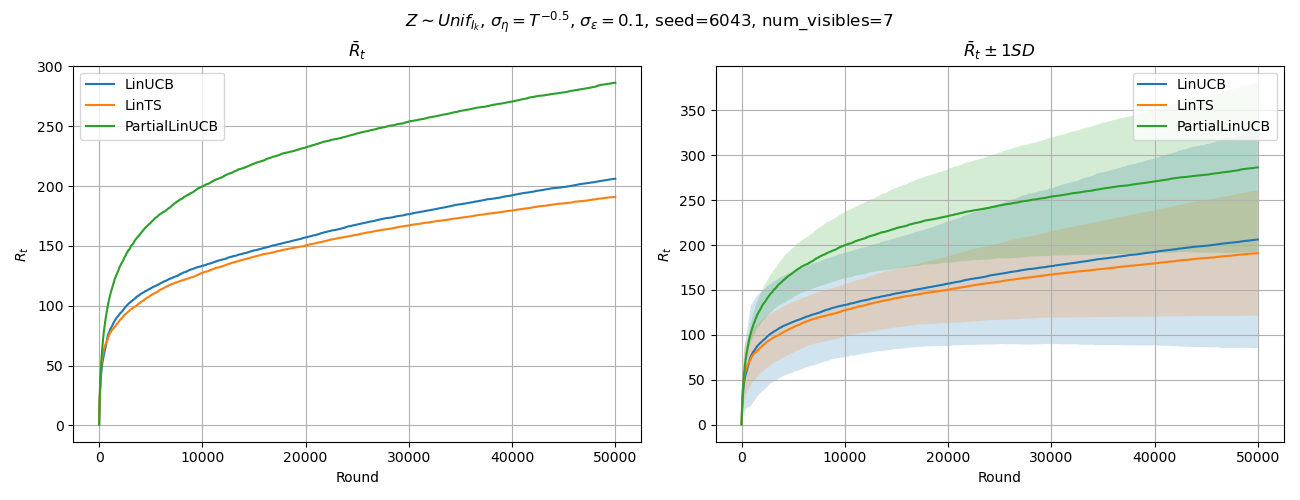 Z ∼ Unif_{I_k}, σ_η = T^{−0.5}, σ_ε = 0.1, seed=6043, num_visibles=7
R̄_t
R_t
300
250
200
150
100
50
0
LinUCB
LinTS
PartialLinUCB
0 10000 20000 30000 40000 50000
Round
R̄_t ± 1SD
R_t
350
300
250
200
150
100
50
0
LinUCB
LinTS
PartialLinUCB
0 10000 20000 30000 40000 50000
Round